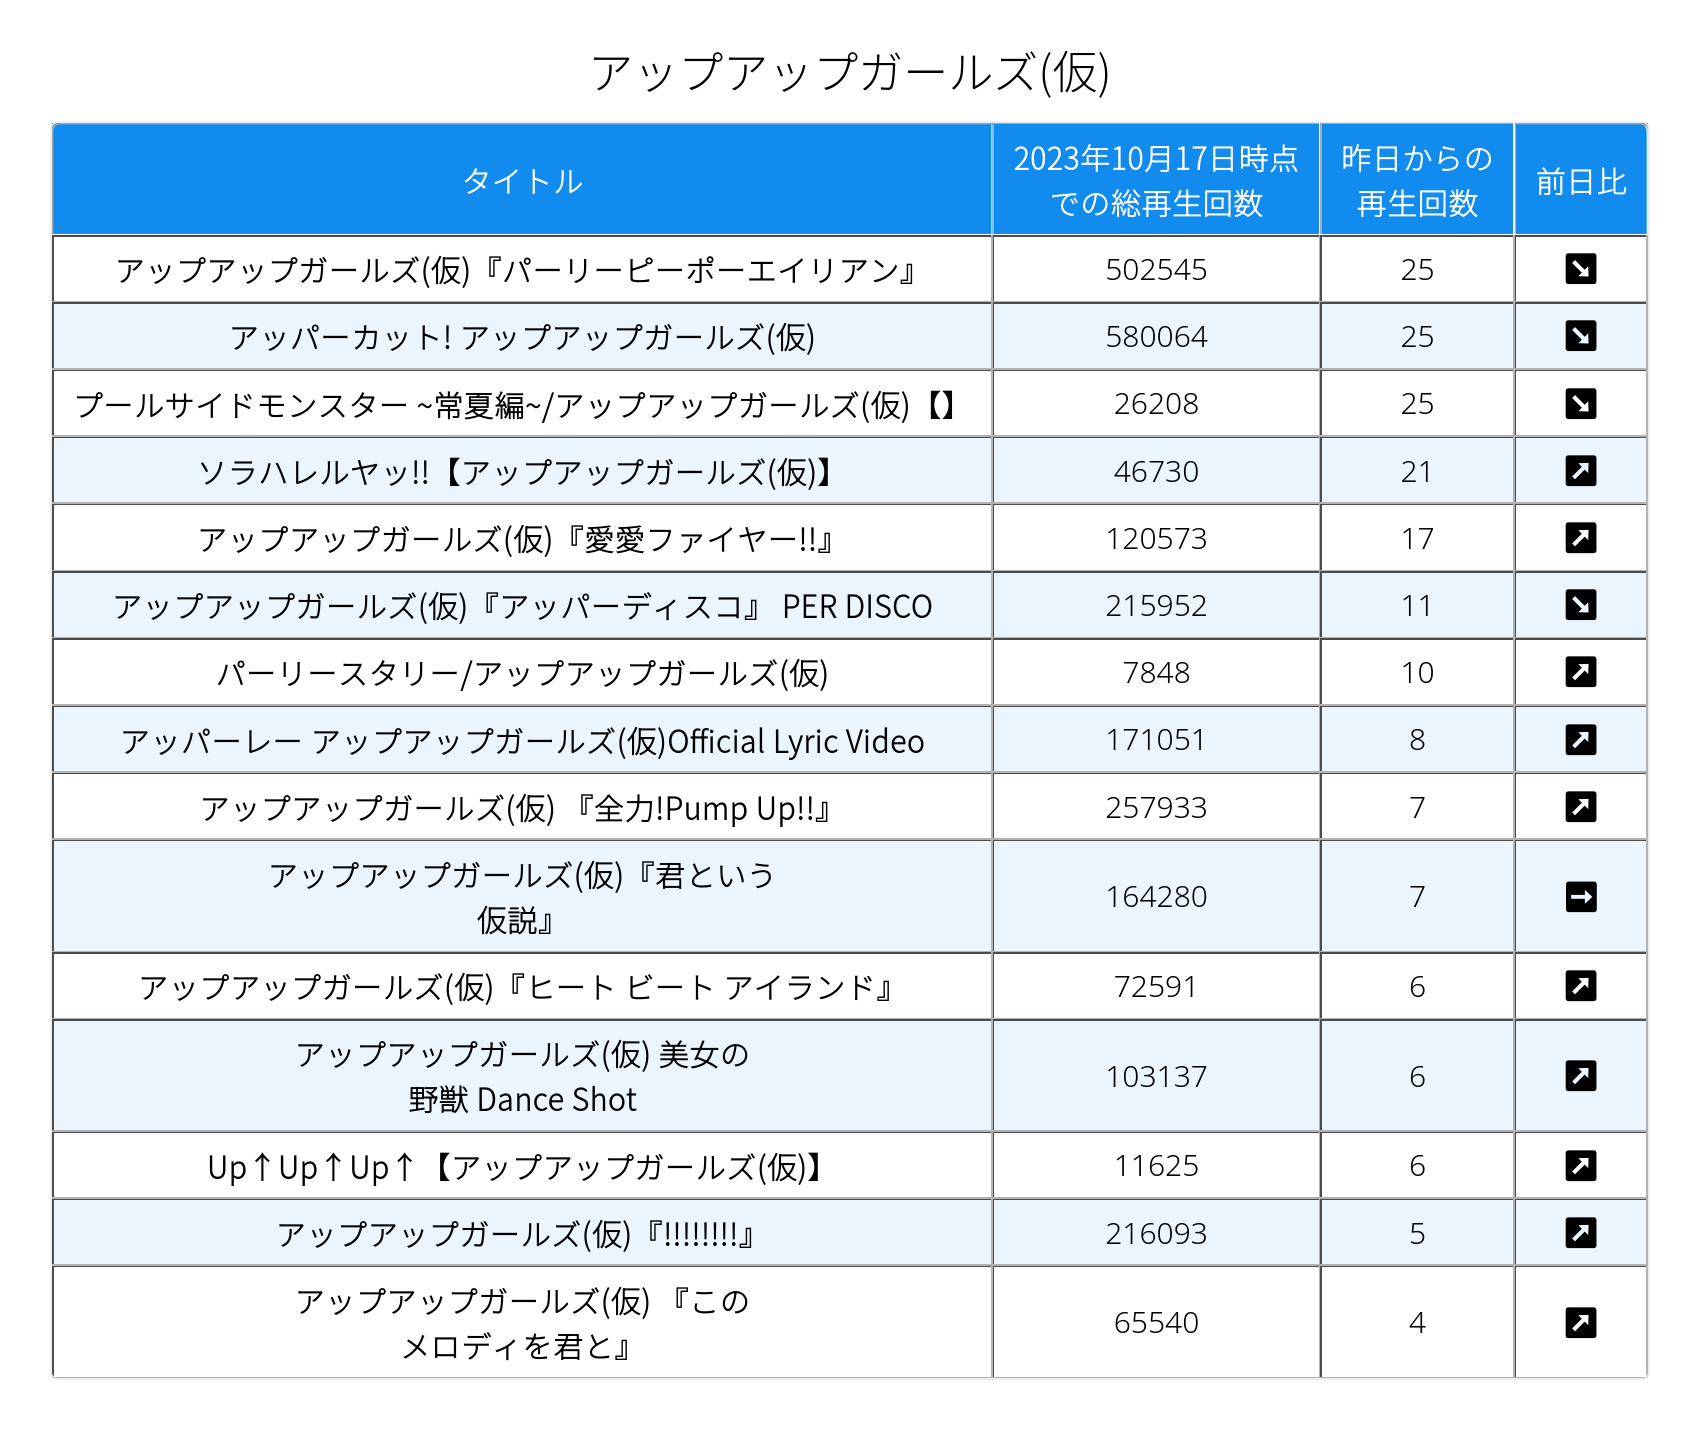 アップアップガールズ(仮)
タイトル
2023年10月17日時点
での総再生回数
昨日からの
再生回数
前日比
アップアップガールズ(仮)『パーリーピーポーエイリアン』 502545 25 ↘
アッパーカット! アップアップガールズ(仮) 580064 25 ↘
プールサイドモンスター ~常夏編~/アップアップガールズ(仮)【】 26208 25 ↘
ソラハレルヤッ!!【アップアップガールズ(仮)】 46730 21 ↗
アップアップガールズ(仮)『愛愛ファイヤー!!』 120573 17 ↗
アップアップガールズ(仮)『アッパーディスコ』 PER DISCO 215952 11 ↘
パーリースタリー/アップアップガールズ(仮) 7848 10 ↗
アッパーレー アップアップガールズ(仮)Official Lyric Video 171051 8 ↗
アップアップガールズ(仮) 『全力!Pump Up!!』 257933 7 ↗
アップアップガールズ(仮)『君という
仮説』 164280 7 →
アップアップガールズ(仮)『ヒート ビート アイランド』 72591 6 ↗
アップアップガールズ(仮) 美女の
野獣 Dance Shot 103137 6 ↗
Up↑Up↑Up↑【アップアップガールズ(仮)】 11625 6 ↗
アップアップガールズ(仮)『!!!!!!!!』 216093 5 ↗
アップアップガールズ(仮) 『この
メロディを君と』 65540 4 ↗